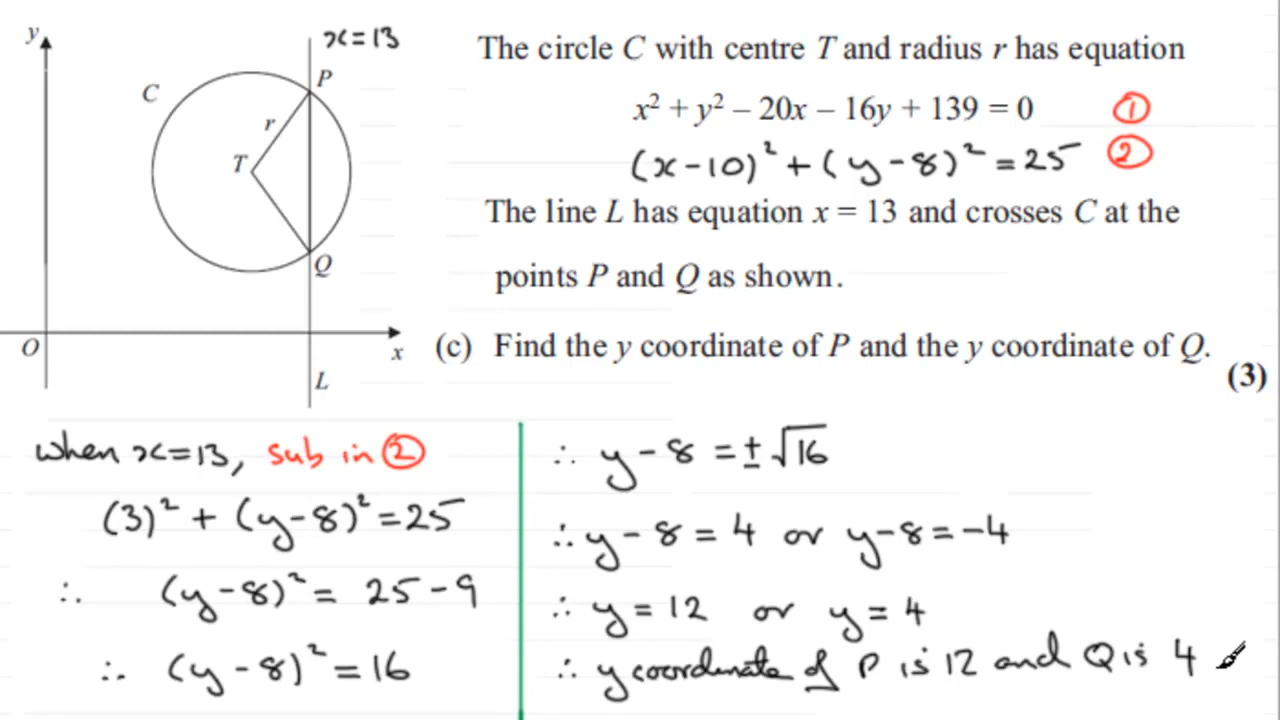 y
x=13
C
P
r
T
Q
O
x
L
The circle C with centre T and radius r has equation
x² + y² – 20x – 16y + 139 = 0 ①
(x-10)² + (y-8)² = 25 ②
The line L has equation x = 13 and crosses C at the
points P and Q as shown.
(c) Find the y coordinate of P and the y coordinate of Q.
(3)
when x=13, sub in ②
(3)² + (y-8)² = 25
∴ (y-8)² = 25-9
∴ (y-8)² = 16
∴ y-8 = ±√16
∴ y-8 = 4 or y-8 = -4
∴ y = 12 or y = 4
∴ y coordinate of P is 12 and Q is 4